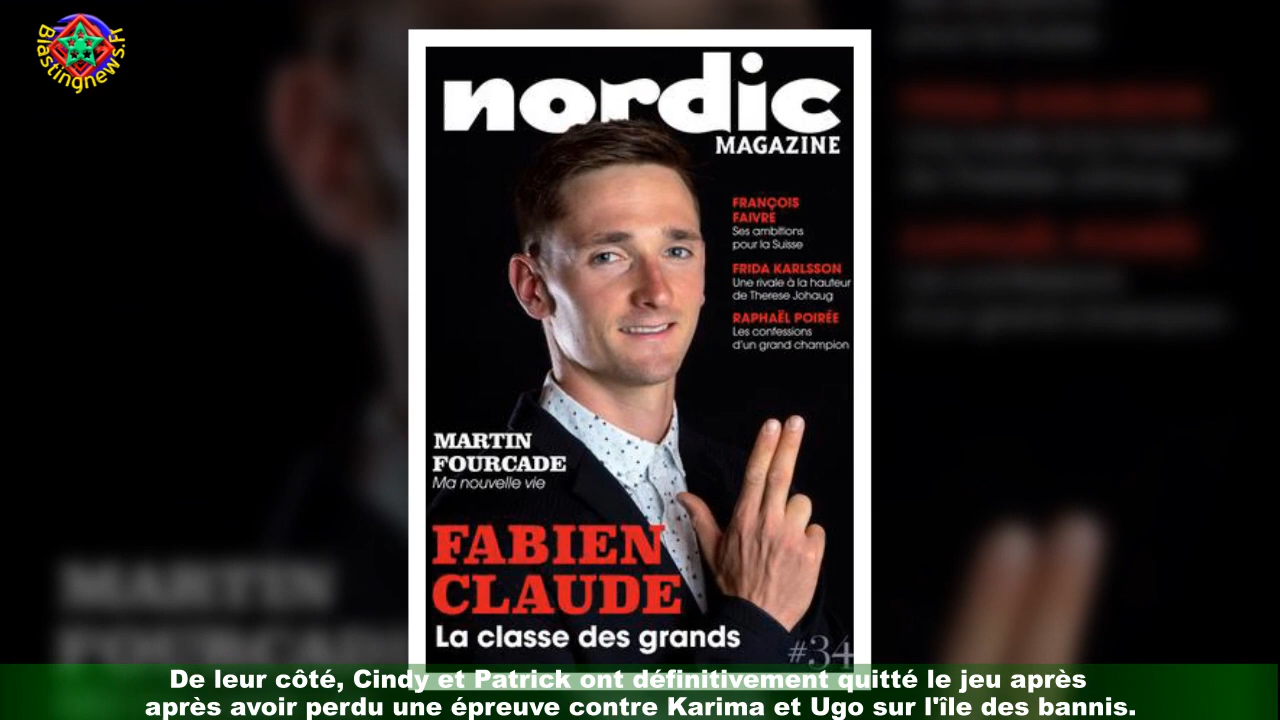 Blastingnews.fr
nordic
MAGAZINE
FRANÇOIS
FAIVRE
Ses ambitions
pour la Suisse
FRIDA KARLSSON
Une rivale à la hauteur
de Therese Johaug
RAPHAËL POIRÉE
Les confessions
d'un grand champion
MARTIN
FOURCADE
Ma nouvelle vie
FABIEN
CLAUDE
La classe des grands
#34
De leur côté, Cindy et Patrick ont définitivement quitté le jeu après
après avoir perdu une épreuve contre Karima et Ugo sur l'île des bannis.